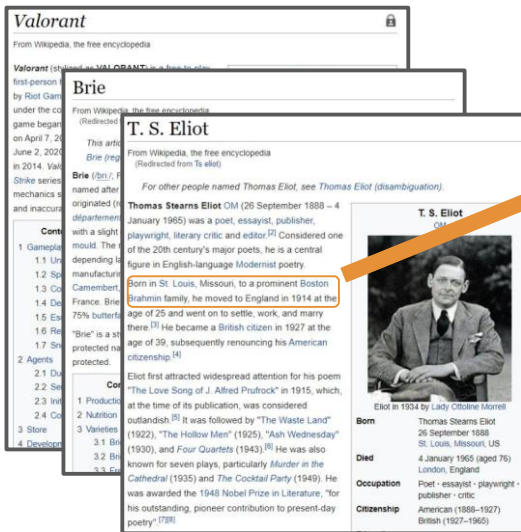 Valorant
From Wikipedia, the free encyclopedia
Valorant (stylized as VALORANT) is a free-to-play
first-person
by Riot Gam
under the co
game began
on April 7, 20
June 2, 2020
in 2014. Valo
Strike series
mechanics s
and inaccura
1 Gameplay
1.1
1.2
1.3
1.4
1.5
1.6
1.7
2 Agents
2.1
2.2
2.3
2.4
3 Store
4 Developm
Brie
From Wikipedia, the free encyclopedia
(Redirected
This artic
Brie (reg
Brie (/briː/; F
named after
originated (ro
département
with a slight
mould. The r
depending la
manufacturin
Camembert,
France. Brie
75% butterfa
"Brie" is a st
protected na
protected.
1 Productio
2 Nutrition
3 Varieties
3.1 Bri
3.2 Bri
T. S. Eliot
From Wikipedia, the free encyclopedia
(Redirected from Ts eliot)
For other people named Thomas Eliot, see Thomas Eliot (disambiguation).
Thomas Stearns Eliot OM (26 September 1888 – 4
January 1965) was a poet, essayist, publisher,
playwright, literary critic and editor.[2] Considered one
of the 20th century's major poets, he is a central
figure in English-language Modernist poetry.
Born in St. Louis, Missouri, to a prominent Boston
Brahmin family, he moved to England in 1914 at the
age of 25 and went on to settle, work, and marry
there.[3] He became a British citizen in 1927 at the
age of 39, subsequently renouncing his American
citizenship.[4]
Eliot first attracted widespread attention for his poem
"The Love Song of J. Alfred Prufrock" in 1915, which,
at the time of its publication, was considered
outlandish.[5] It was followed by "The Waste Land"
(1922), "The Hollow Men" (1925), "Ash Wednesday"
(1930), and Four Quartets (1943).[6] He was also
known for seven plays, particularly Murder in the
Cathedral (1935) and The Cocktail Party (1949). He
was awarded the 1948 Nobel Prize in Literature, "for
his outstanding, pioneer contribution to present-day
poetry".[7][8]
T. S. Eliot
OM
Eliot in 1934 by Lady Ottoline Morrell
Born Thomas Stearns Eliot
26 September 1888
St. Louis, Missouri, US
Died 4 January 1965 (aged 76)
London, England
Occupation Poet · essayist · playwright ·
publisher · critic
Citizenship American (1888–1927)
British (1927–1965)